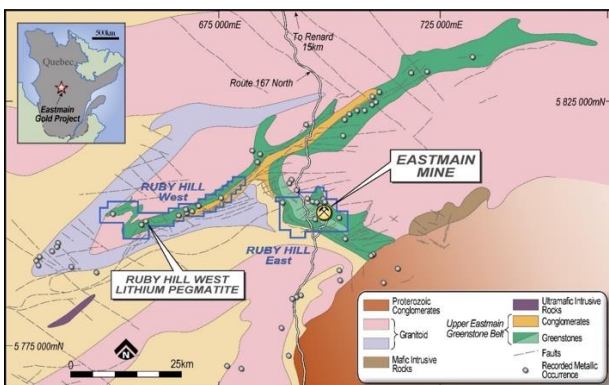 675 000mE
725 000mE
500km
Quebec
Eastmain
Gold Project
To Renard
15km
Route 167 North
5 825 000mN
EASTMAIN
MINE
RUBY HILL
West
RUBY HILL
East
RUBY HILL WEST
LITHIUM PEGMATITE
5 775 000mN
N
0
25km
Proterozoic
Conglomerates
Granitoid
Mafic Intrusive
Rocks
Upper Eastmain
Greenstone Belt
Ultramafic Intrusive
Rocks
Conglomerates
Greenstones
Faults
Recorded Metallic
Occurrence